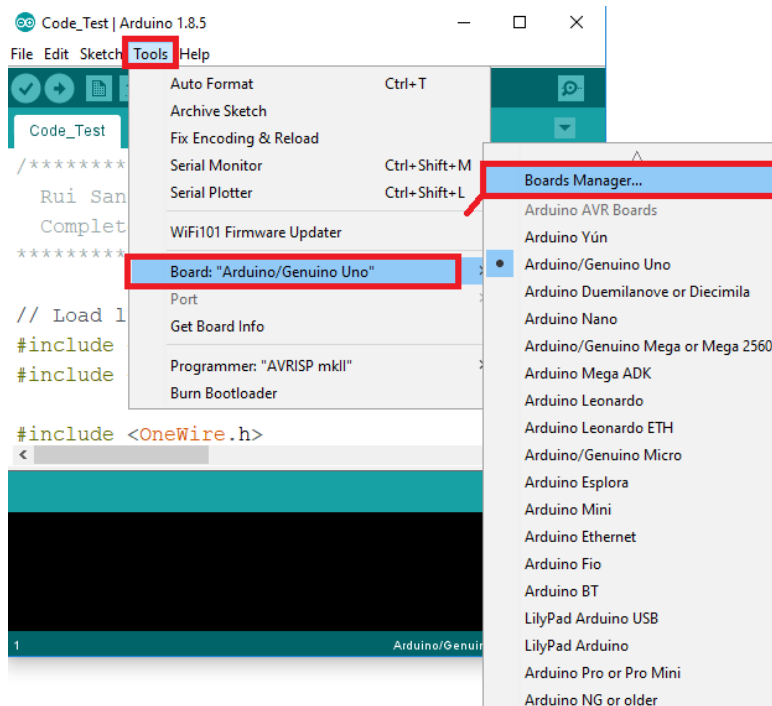 Code_Test | Arduino 1.8.5
File Edit Sketch Tools Help
Auto Format Ctrl+T
Archive Sketch
Fix Encoding & Reload
Serial Monitor Ctrl+Shift+M
Serial Plotter Ctrl+Shift+L
WiFi101 Firmware Updater
Board: "Arduino/Genuino Uno"
Port
Get Board Info
Programmer: "AVRISP mkII"
Burn Bootloader
Code_Test
/********
Rui San
Complet
*********
// Load l
#include
#include
#include <OneWire.h>
1 Arduino/Genuin
Boards Manager...
Arduino AVR Boards
Arduino Yún
Arduino/Genuino Uno
Arduino Duemilanove or Diecimila
Arduino Nano
Arduino/Genuino Mega or Mega 2560
Arduino Mega ADK
Arduino Leonardo
Arduino Leonardo ETH
Arduino/Genuino Micro
Arduino Esplora
Arduino Mini
Arduino Ethernet
Arduino Fio
Arduino BT
LilyPad Arduino USB
LilyPad Arduino
Arduino Pro or Pro Mini
Arduino NG or older